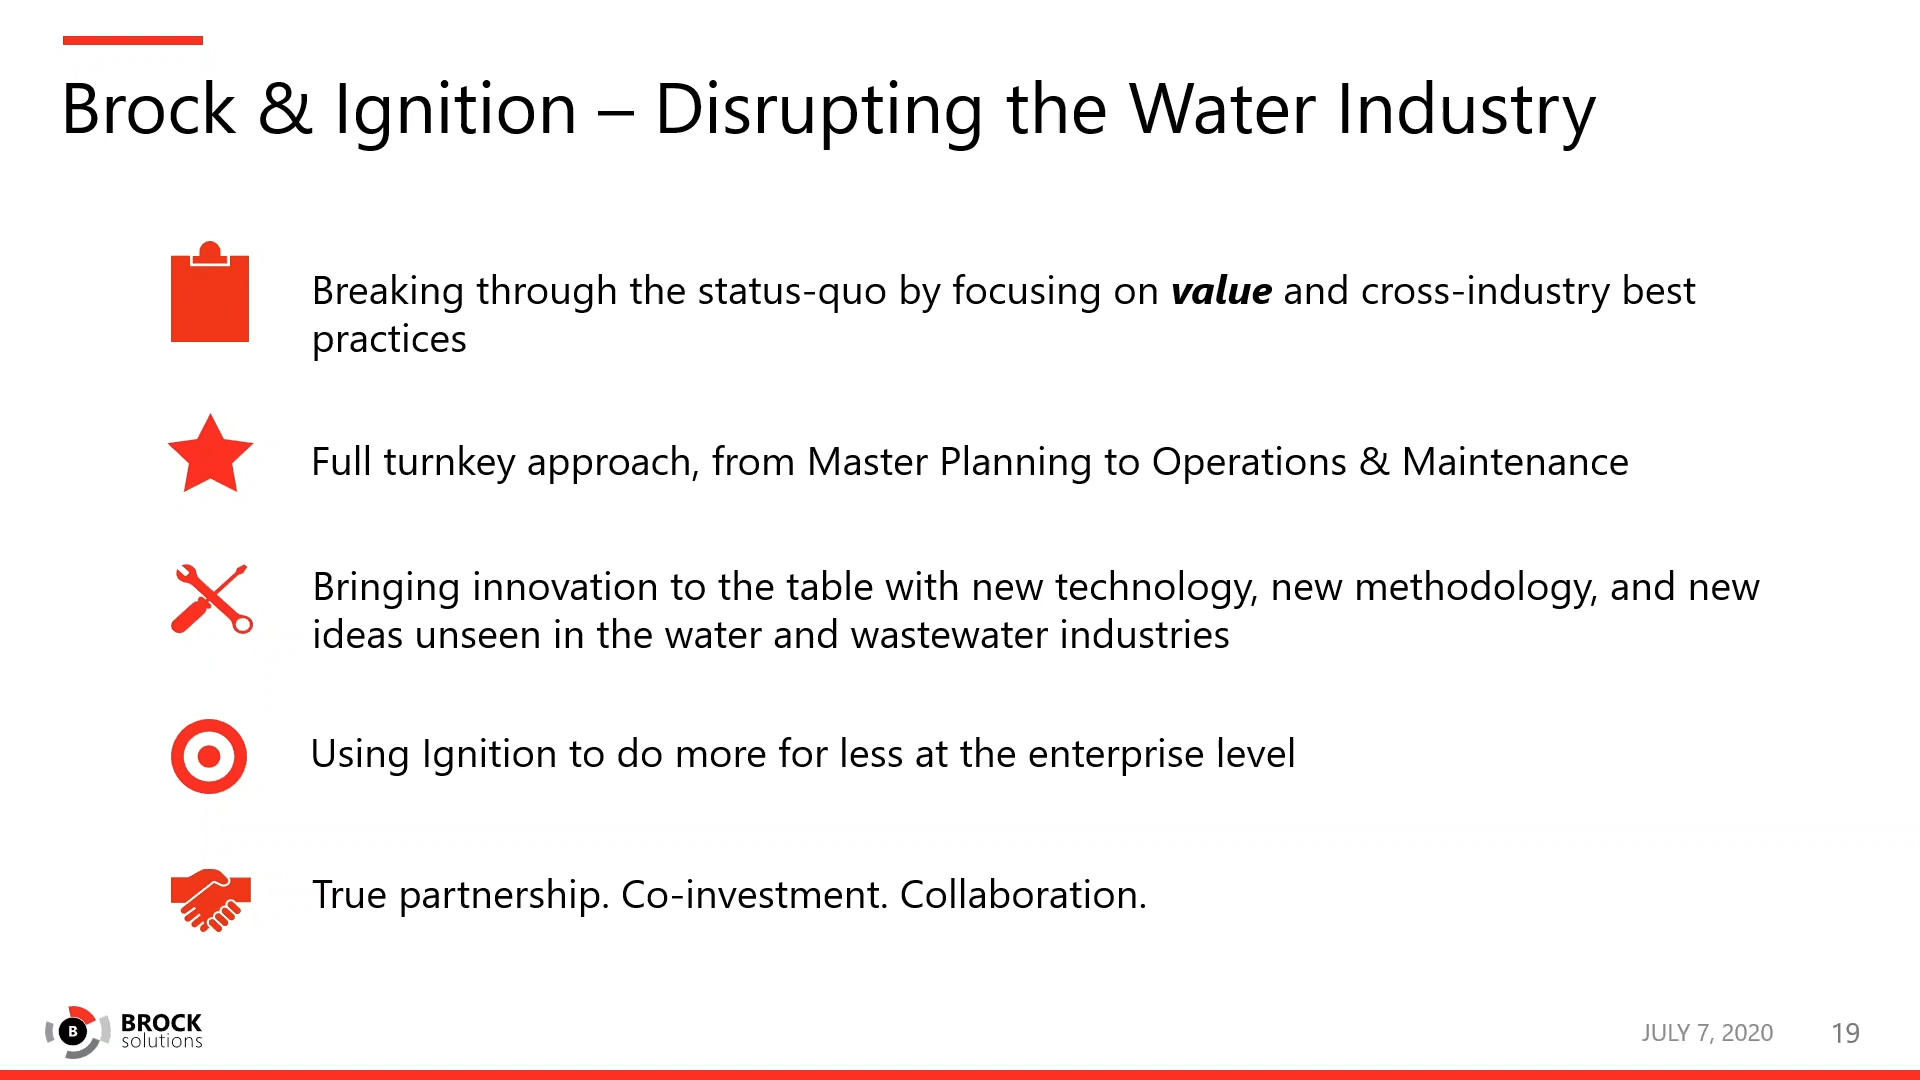 Brock & Ignition – Disrupting the Water Industry
Breaking through the status-quo by focusing on value and cross-industry best
practices
Full turnkey approach, from Master Planning to Operations & Maintenance
Bringing innovation to the table with new technology, new methodology, and new
ideas unseen in the water and wastewater industries
Using Ignition to do more for less at the enterprise level
True partnership. Co-investment. Collaboration.
B
BROCK
solutions
JULY 7, 2020 19